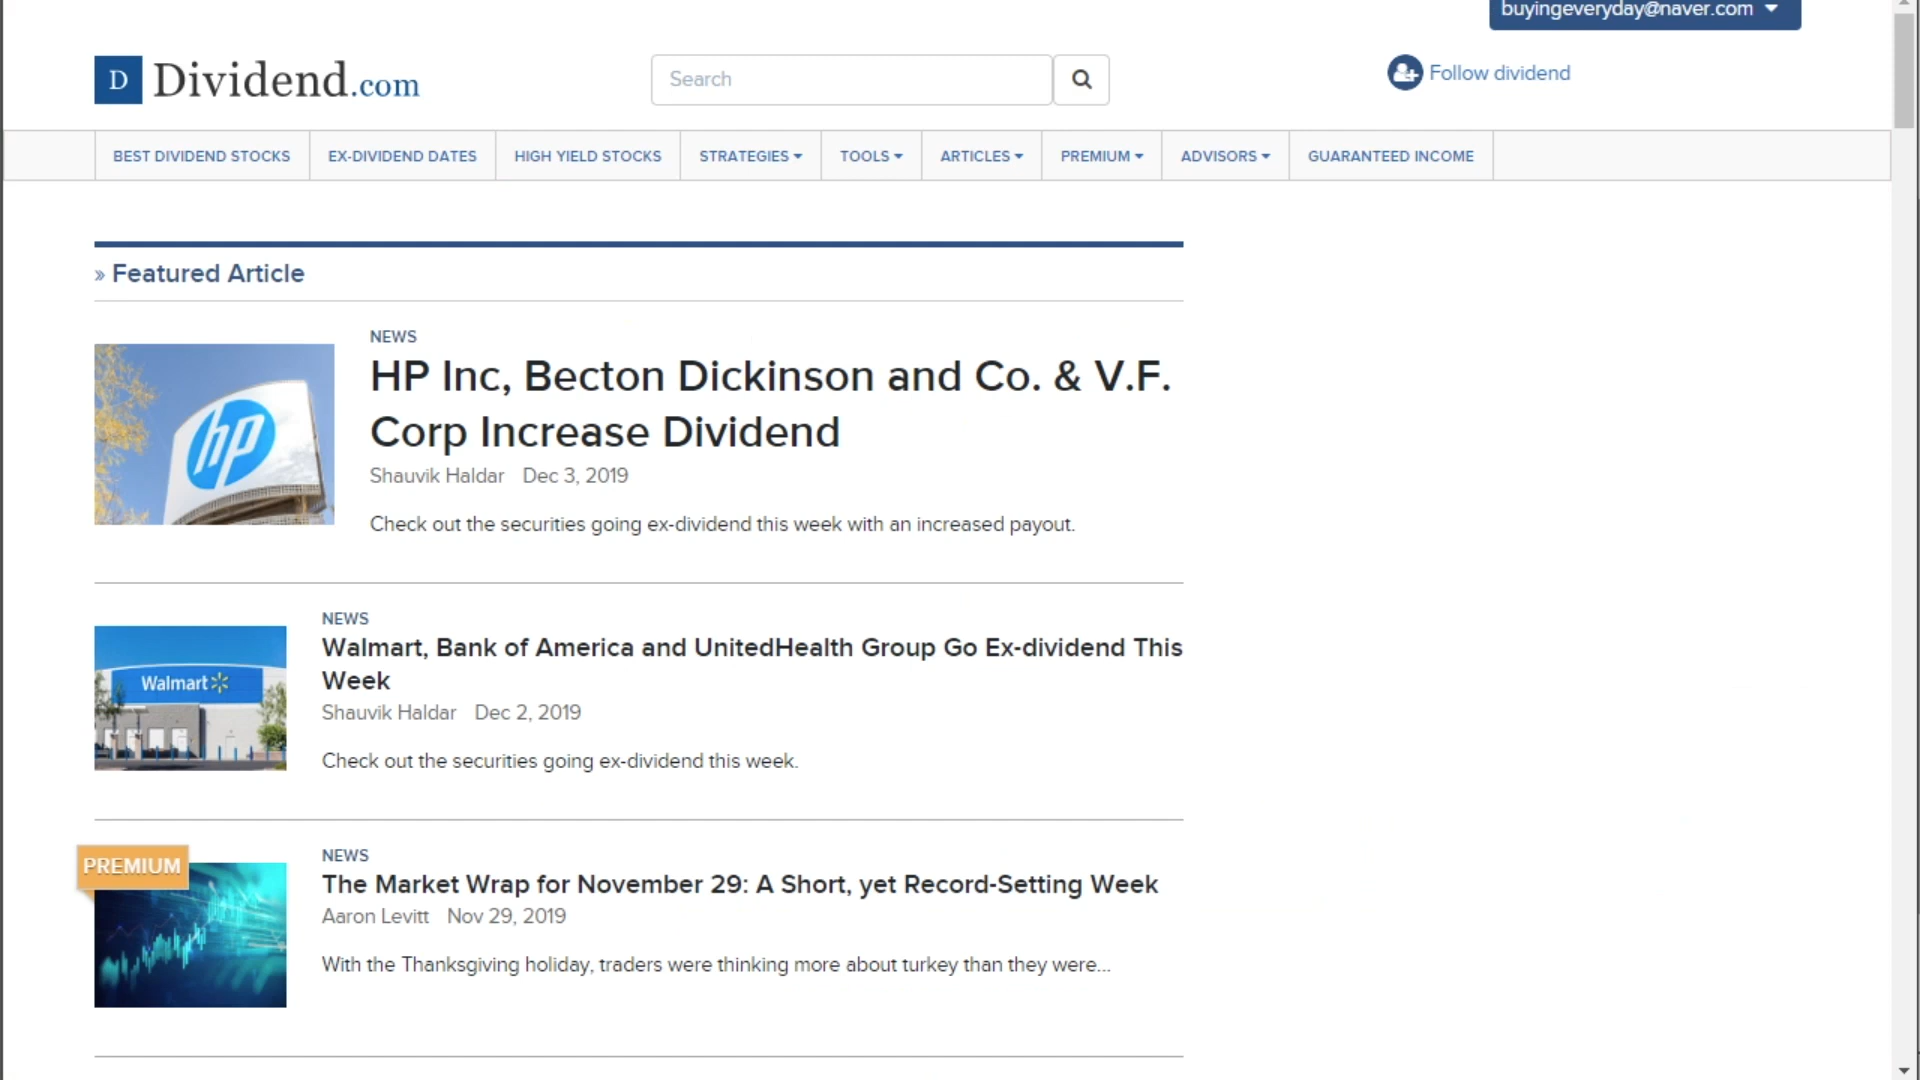 buyingeveryday@naver.com
D Dividend.com
Search
Follow dividend
BEST DIVIDEND STOCKS
EX-DIVIDEND DATES
HIGH YIELD STOCKS
STRATEGIES
TOOLS
ARTICLES
PREMIUM
ADVISORS
GUARANTEED INCOME
» Featured Article
NEWS
hp
HP Inc, Becton Dickinson and Co. & V.F.
Corp Increase Dividend
Shauvik Haldar Dec 3, 2019
Check out the securities going ex-dividend this week with an increased payout.
NEWS
Walmart
Walmart, Bank of America and UnitedHealth Group Go Ex-dividend This
Week
Shauvik Haldar Dec 2, 2019
Check out the securities going ex-dividend this week.
PREMIUM
NEWS
The Market Wrap for November 29: A Short, yet Record-Setting Week
Aaron Levitt Nov 29, 2019
With the Thanksgiving holiday, traders were thinking more about turkey than they were...